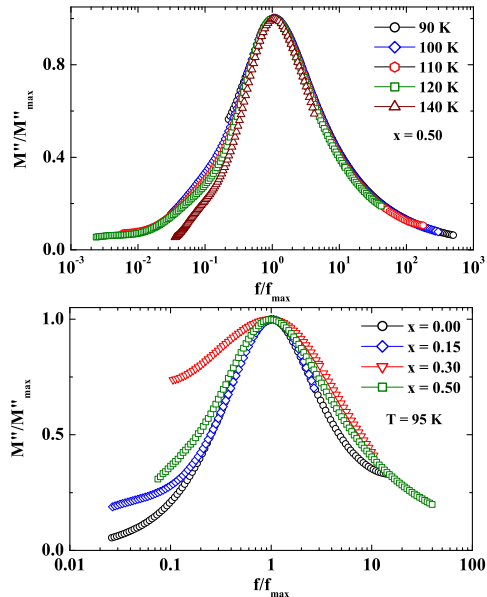 M''/M''max
0.8
0.4
0.0
90 K
100 K
110 K
120 K
140 K
x = 0.50
10⁻³ 10⁻² 10⁻¹ 10⁰ 10¹ 10² 10³
f/fmax
M''/M''max
1.0
0.5
0.0
x = 0.00
x = 0.15
x = 0.30
x = 0.50
T = 95 K
0.01 0.1 1 10 100
f/fmax